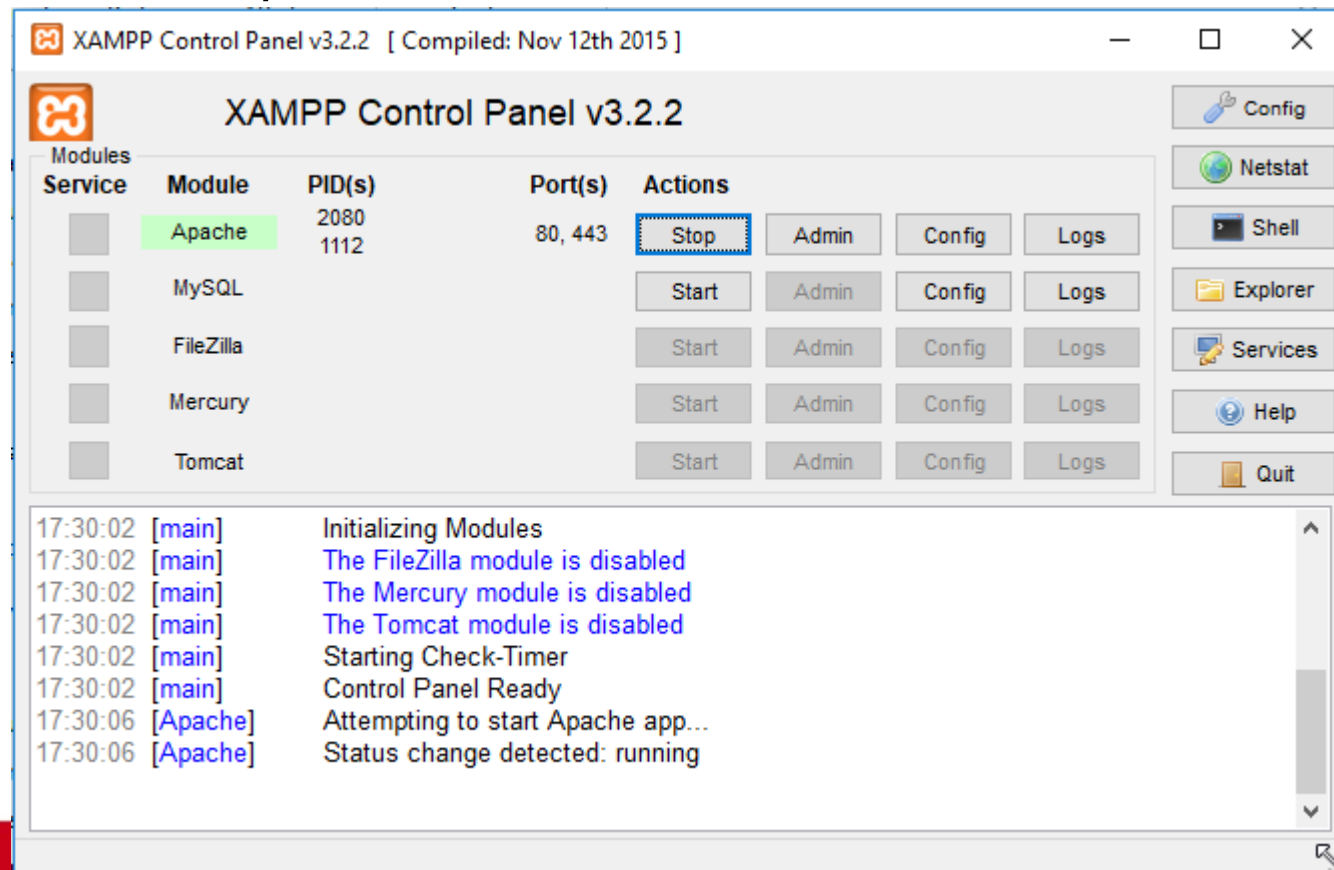 XAMPP Control Panel v3.2.2 [ Compiled: Nov 12th 2015 ]
XAMPP Control Panel v3.2.2
Config
Modules
Netstat
Service Module PID(s) Port(s) Actions
Apache 2080 1112 80, 443 Stop Admin Config Logs
Shell
MySQL Start Admin Config Logs
Explorer
FileZilla Start Admin Config Logs
Services
Mercury Start Admin Config Logs
Help
Tomcat Start Admin Config Logs
Quit
17:30:02 [main] Initializing Modules
17:30:02 [main] The FileZilla module is disabled
17:30:02 [main] The Mercury module is disabled
17:30:02 [main] The Tomcat module is disabled
17:30:02 [main] Starting Check-Timer
17:30:02 [main] Control Panel Ready
17:30:06 [Apache] Attempting to start Apache app...
17:30:06 [Apache] Status change detected: running